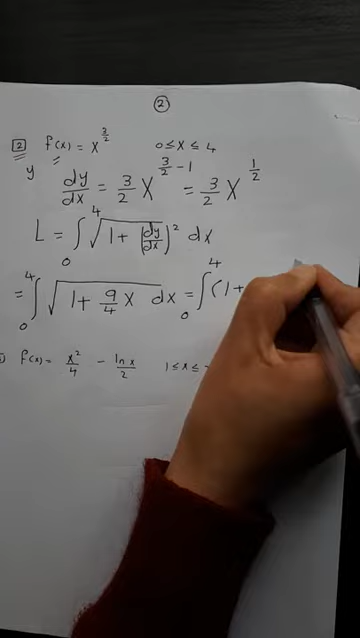 ②
2 f(x) = x^{3/2} 0 ≤ x ≤ 4
y
dy/dx = 3/2 X^{3/2 - 1} = 3/2 X^{1/2}
L = ∫₀⁴ √(1 + (dy/dx)²) dx
= ∫₀⁴ √(1 + 9/4 X) dx = ∫₀⁴ (1 +
f(x) = x²/4 - ln x/2 1 ≤ x ≤